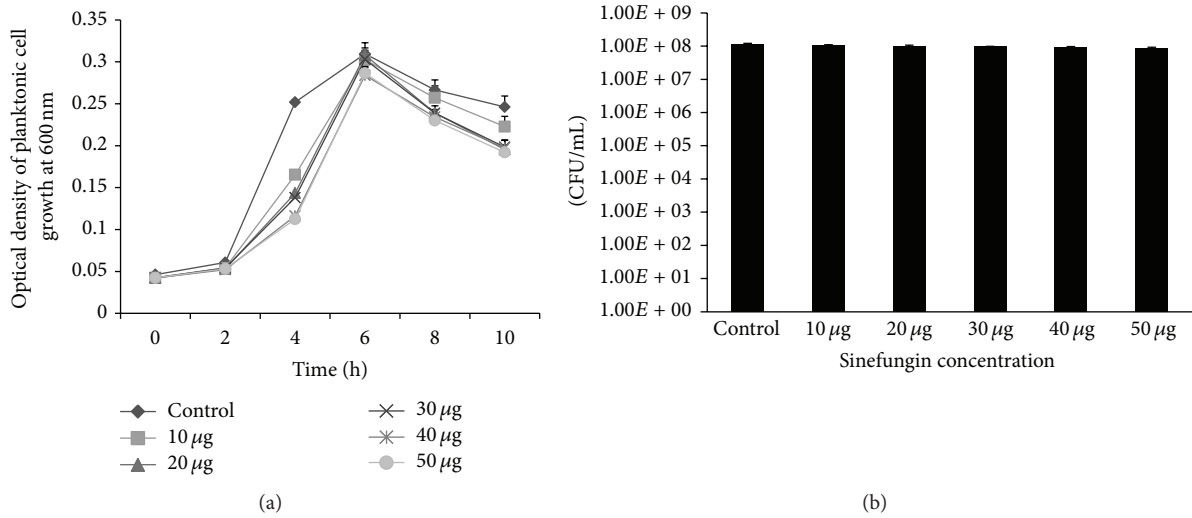 0.35
0.3
0.25
0.2
0.15
0.1
0.05
0
Optical density of planktonic cell
growth at 600 nm
0 2 4 6 8 10
Time (h)
Control
10 μg
20 μg
30 μg
40 μg
50 μg
(a)
1.00E + 09
1.00E + 08
1.00E + 07
1.00E + 06
1.00E + 05
1.00E + 04
1.00E + 03
1.00E + 02
1.00E + 01
1.00E + 00
(CFU/mL)
Control 10 μg 20 μg 30 μg 40 μg 50 μg
Sinefungin concentration
(b)